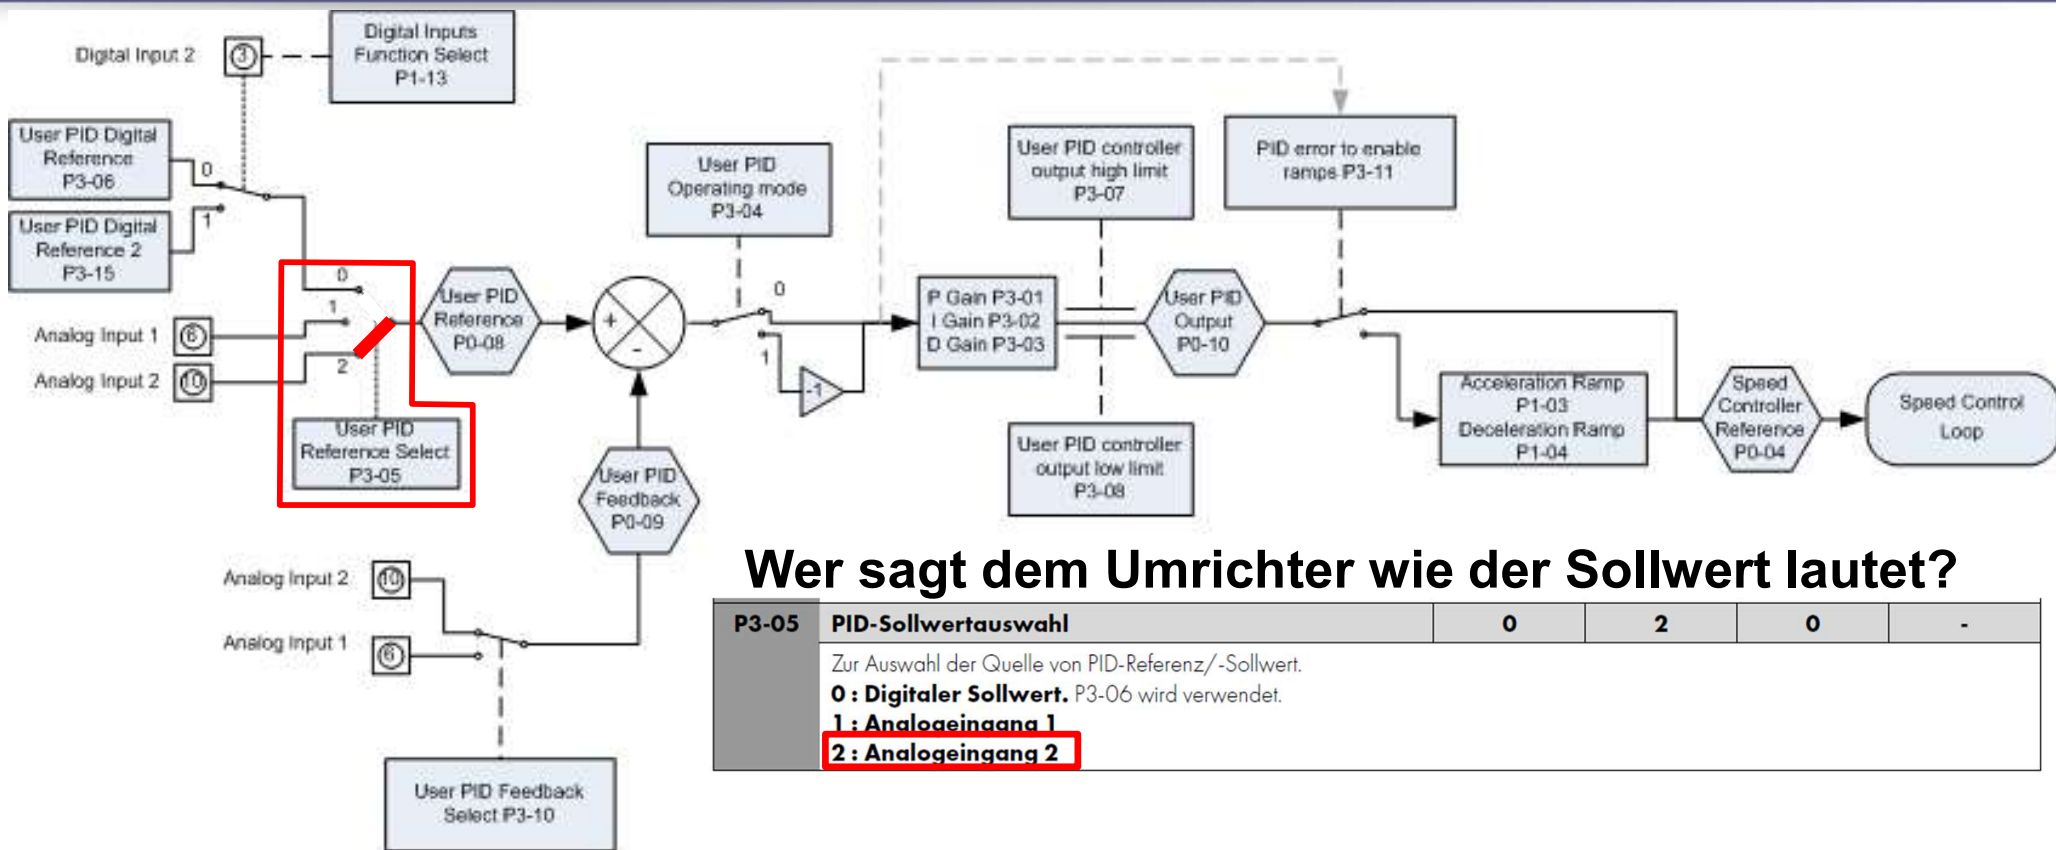 Digital Input 2
3
Digital Inputs
Function Select
P1-13
User PID Digital
Reference
P3-06
0
User PID Digital
Reference 2
P3-15
1
0
1
2
Analog Input 1
6
Analog Input 2
10
User PID
Reference Select
P3-05
User PID
Reference
P0-08
+
-
User PID
Operating mode
P3-04
0
1
-1
User PID
Feedback
P0-09
Analog Input 2
10
Analog Input 1
6
User PID Feedback
Select P3-10
P Gain P3-01
I Gain P3-02
D Gain P3-03
User PID controller
output high limit
P3-07
User PID controller
output low limit
P3-08
User PID
Output
P0-10
PID error to enable
ramps P3-11
Acceleration Ramp
P1-03
Deceleration Ramp
P1-04
Speed
Controller
Reference
P0-04
Speed Control
Loop
Wer sagt dem Umrichter wie der Sollwert lautet?
P3-05 PID-Sollwertauswahl 0 2 0 -
Zur Auswahl der Quelle von PID-Referenz/-Sollwert.
0 : Digitaler Sollwert. P3-06 wird verwendet.
1 : Analogeingang 1
2 : Analogeingang 2